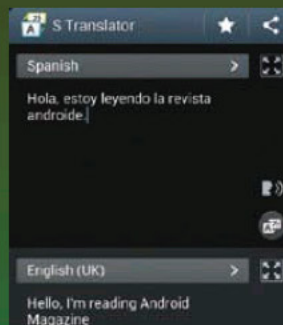 S Translator
Spanish
Hola, estoy leyendo la revista
androide.
English (UK)
Hello, I'm reading Android
Magazine